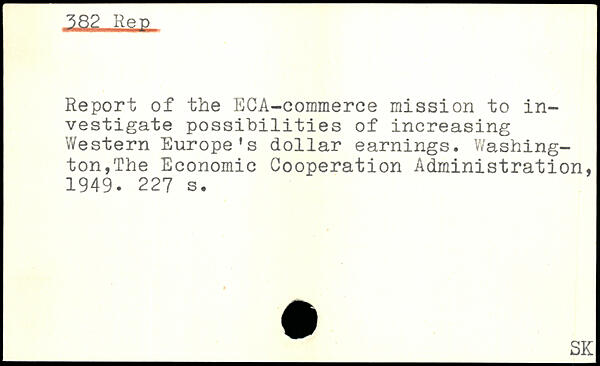 382 Rep
Report of the ECA-commerce mission to in-
vestigate possibilities of increasing
Western Europe's dollar earnings. Washing-
ton,The Economic Cooperation Administration,
1949. 227 s.
SK